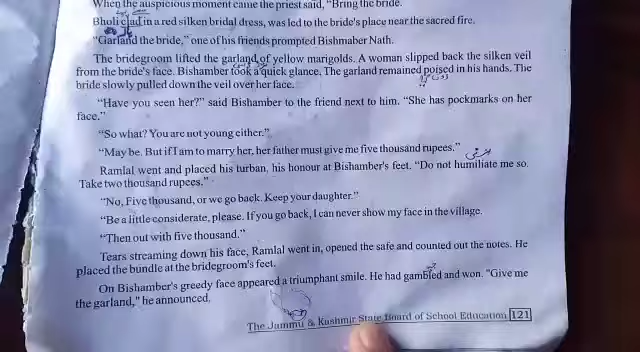 When the auspicious moment came the priest said, "Bring the bride.
Bholi clad in a red silken bridal dress, was led to the bride's place near the sacred fire.
"Garland the bride," one of his friends prompted Bishmaber Nath.
The bridegroom lifted the garland of yellow marigolds. A woman slipped back the silken veil
from the bride's face. Bishamber took a quick glance. The garland remained poised in his hands. The
bride slowly pulled down the veil over her face.
"Have you seen her?" said Bishamber to the friend next to him. "She has pockmarks on her
face."
"So what? You are not young either."
"May be. But if I am to marry her, her father must give me five thousand rupees."
Ramlal went and placed his turban, his honour at Bishamber's feet. "Do not humiliate me so.
Take two thousand rupees."
"No, Five thousand, or we go back. Keep your daughter."
"Be a little considerate, please. If you go back, I can never show my face in the village.
"Then out with five thousand."
Tears streaming down his face, Ramlal went in, opened the safe and counted out the notes. He
placed the bundle at the bridegroom's feet.
On Bishamber's greedy face appeared a triumphant smile. He had gambled and won. "Give me
the garland," he announced.
The Jammu & Kashmir State Board of School Education 121